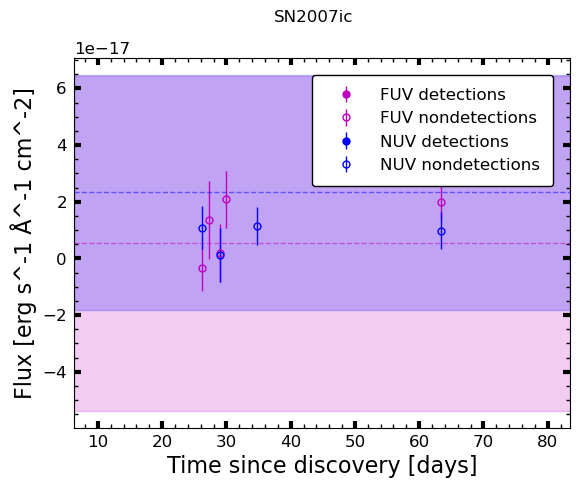 SN2007ic
1e−17
FUV detections
FUV nondetections
NUV detections
NUV nondetections
6
4
2
0
−2
−4
Flux [erg s^-1 Å^-1 cm^-2]
10 20 30 40 50 60 70 80
Time since discovery [days]